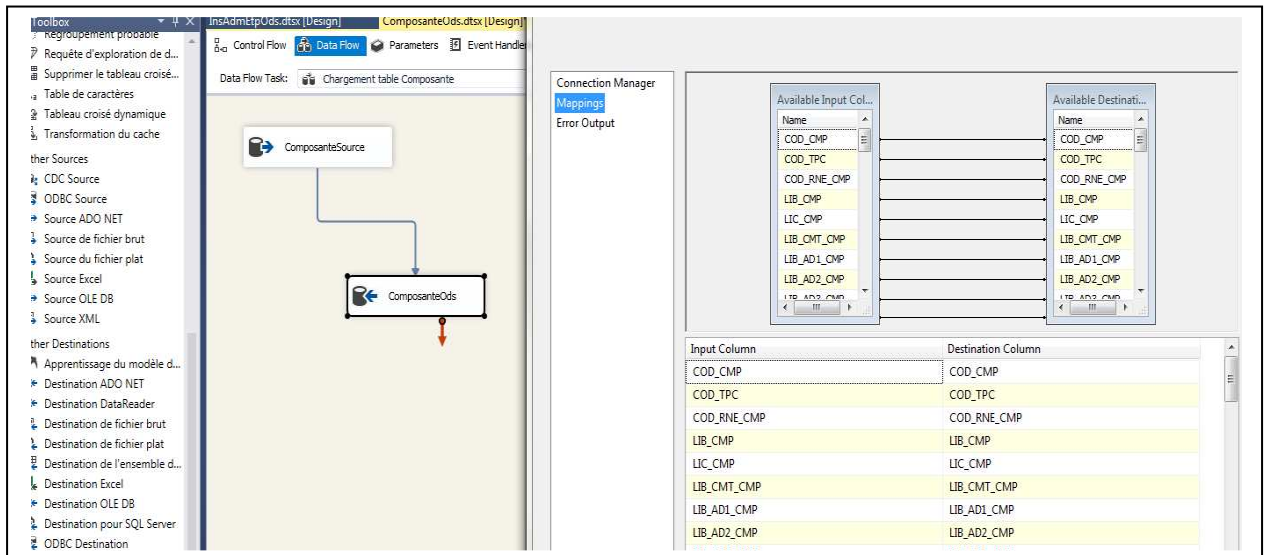 Toolbox
Regroupement probable
Requête d'exploration de d...
Supprimer le tableau croisé...
Table de caractères
Tableau croisé dynamique
Transformation du cache
ther Sources
CDC Source
ODBC Source
Source ADO NET
Source de fichier brut
Source du fichier plat
Source Excel
Source OLE DB
Source XML
ther Destinations
Apprentissage du modèle d...
Destination ADO NET
Destination DataReader
Destination de fichier brut
Destination de fichier plat
Destination de l'ensemble d...
Destination Excel
Destination OLE DB
Destination pour SQL Server
ODBC Destination
InsAdmEtpOds.dtsx [Design]
ComposanteOds.dtsx [Design]
Control Flow
Data Flow
Parameters
Event Handle
Data Flow Task:
Chargement table Composante
ComposanteSource
ComposanteOds
Connection Manager
Mappings
Error Output
Available Input Col...
Name
COD_CMP
COD_TPC
COD_RNE_CMP
LIB_CMP
LIC_CMP
LIB_CMT_CMP
LIB_AD1_CMP
LIB_AD2_CMP
LIB_AD3_CMP
Available Destinati...
Name
COD_CMP
COD_TPC
COD_RNE_CMP
LIB_CMP
LIC_CMP
LIB_CMT_CMP
LIB_AD1_CMP
LIB_AD2_CMP
LIB_AD3_CMP
Input Column Destination Column
COD_CMP COD_CMP
COD_TPC COD_TPC
COD_RNE_CMP COD_RNE_CMP
LIB_CMP LIB_CMP
LIC_CMP LIC_CMP
LIB_CMT_CMP LIB_CMT_CMP
LIB_AD1_CMP LIB_AD1_CMP
LIB_AD2_CMP LIB_AD2_CMP